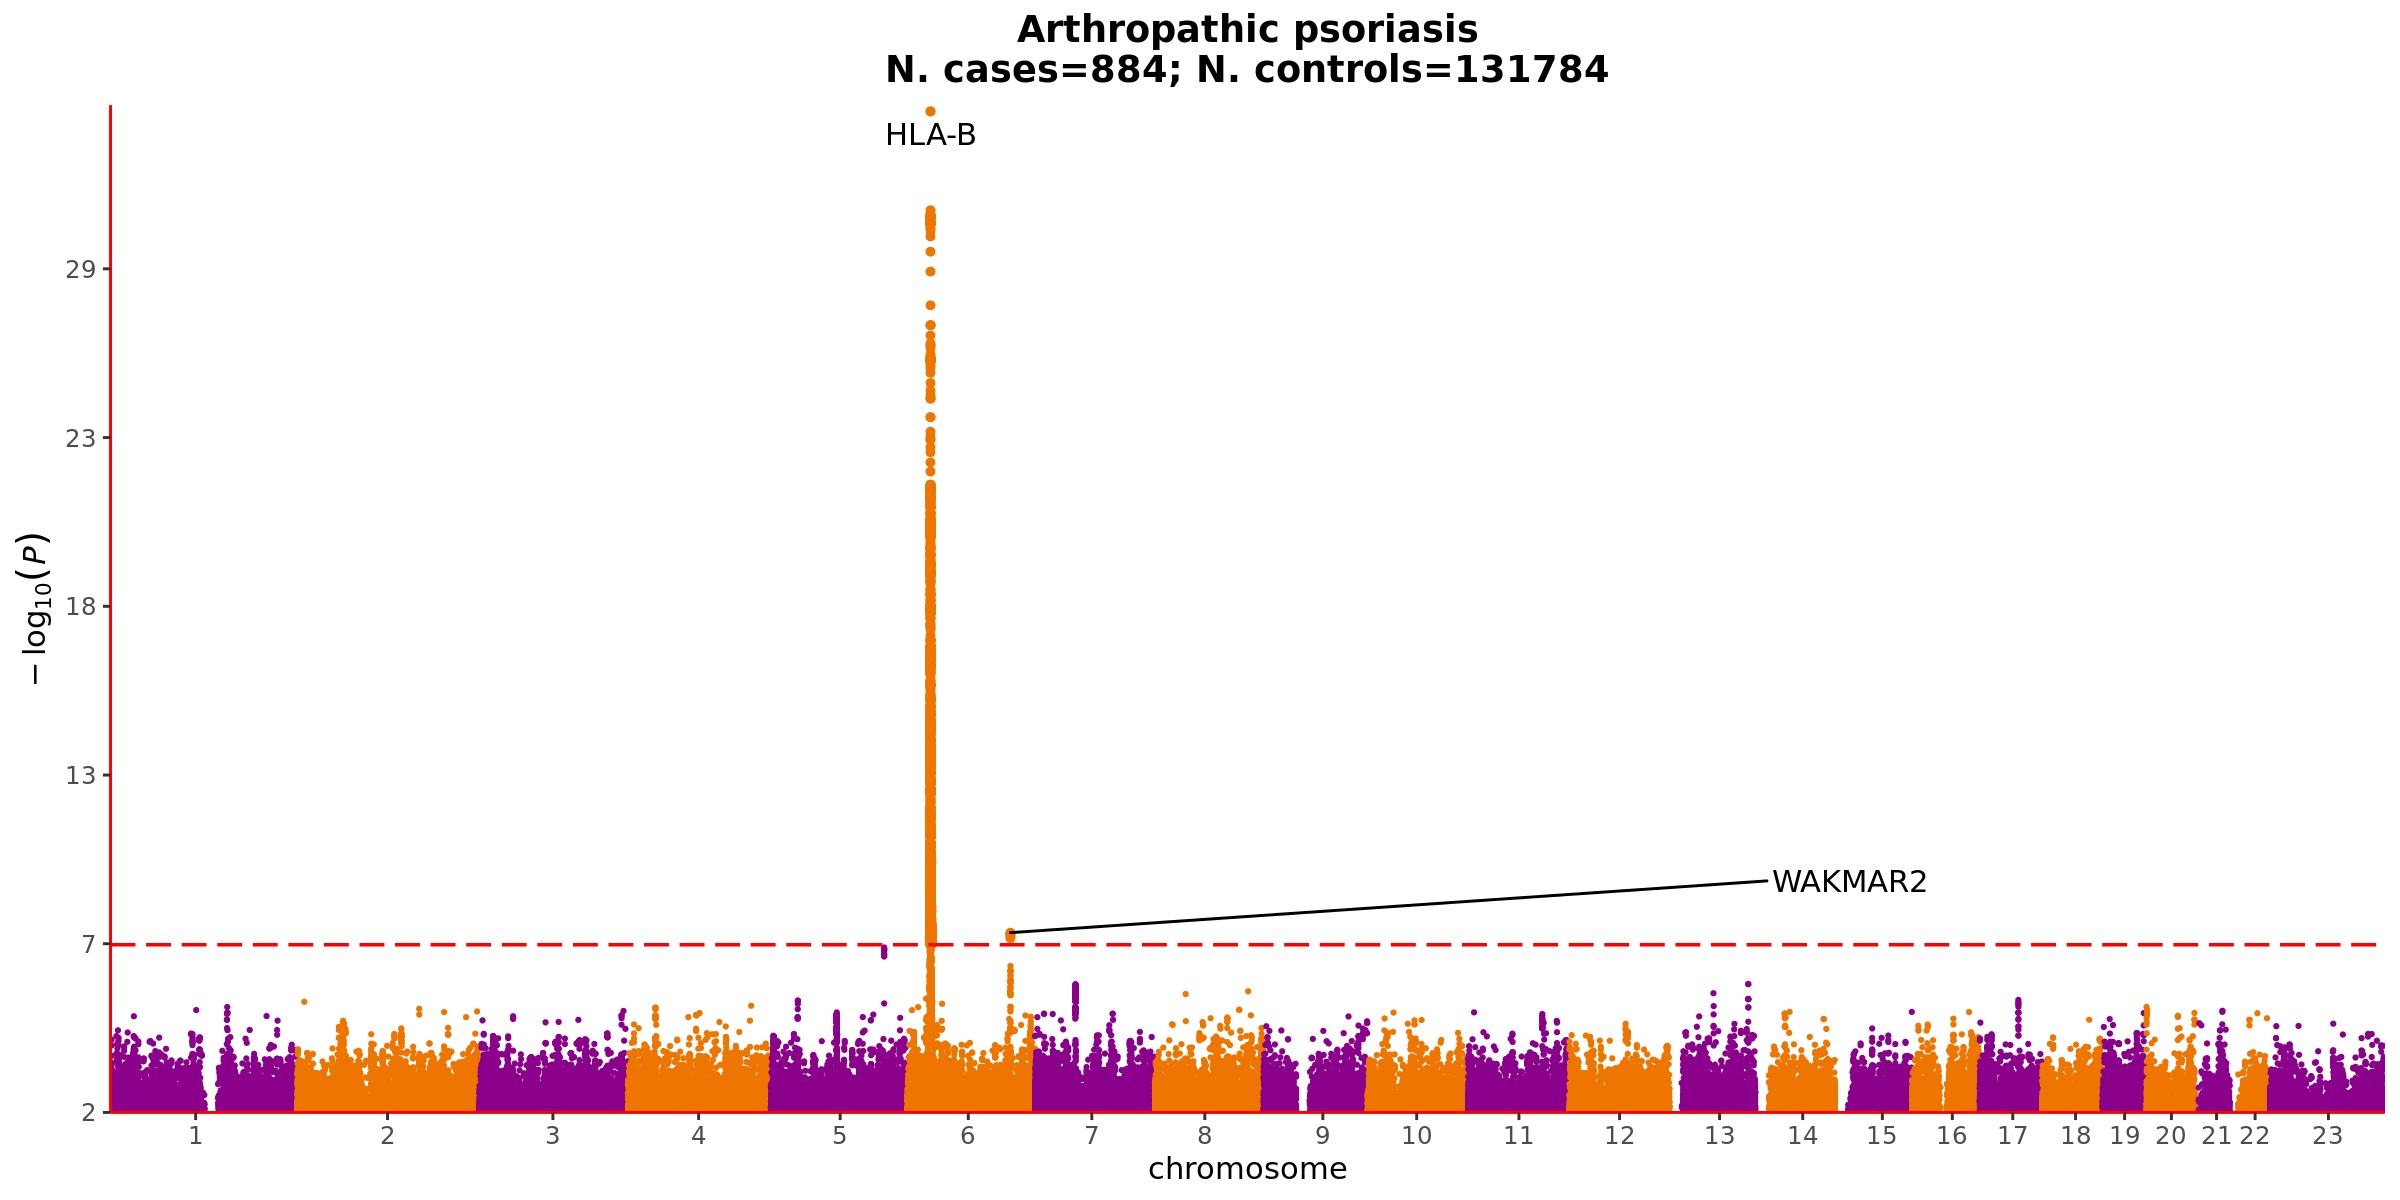 Arthropathic psoriasis
N. cases=884; N. controls=131784
HLA-B
29
23
18
13
7
2
−log₁₀(P)
WAKMAR2
1 2 3 4 5 6 7 8 9 10 11 12 13 14 15 16 17 18 19 20 21 22 23
chromosome